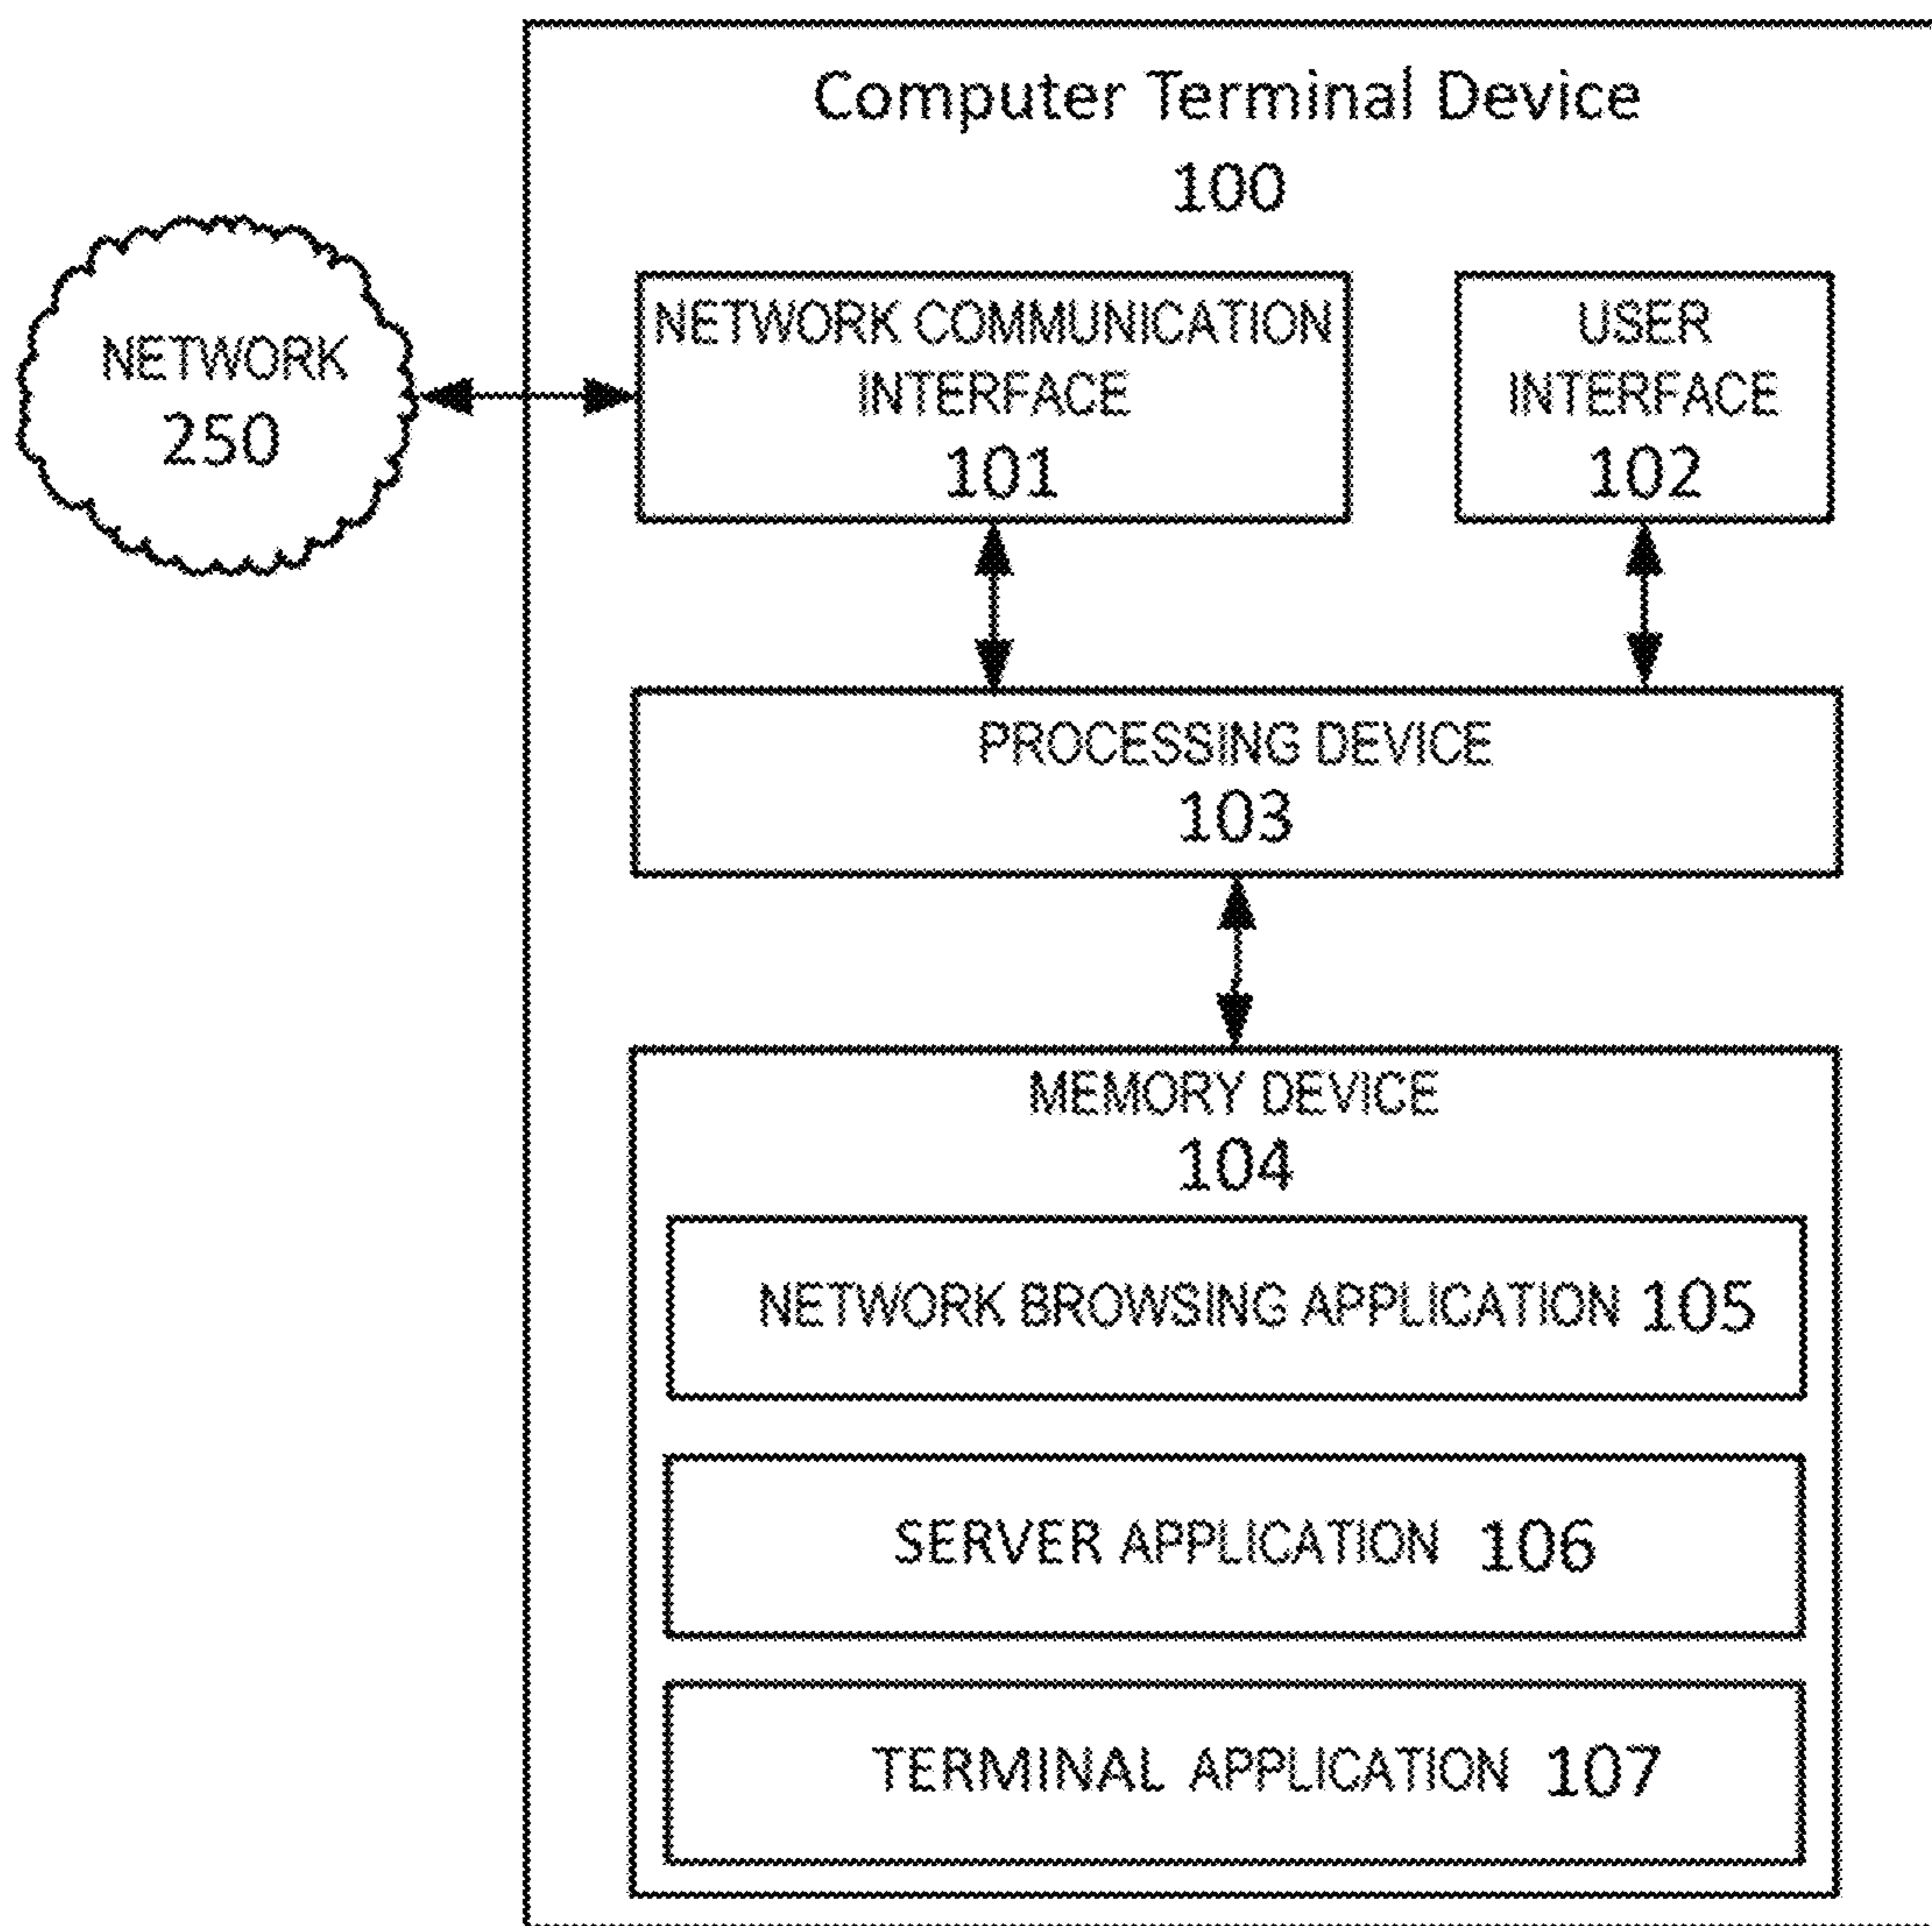 Computer Terminal Device
100
NETWORK
250
NETWORK COMMUNICATION
INTERFACE
101
USER
INTERFACE
102
PROCESSING DEVICE
103
MEMORY DEVICE
104
NETWORK BROWSING APPLICATION 105
SERVER APPLICATION 106
TERMINAL APPLICATION 107